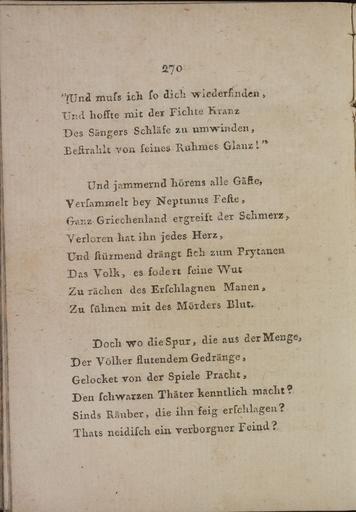 270
"Und muſs ich ſo dich wiederfinden,
Und hoffte mit der Fichte Kranz
Des Sängers Schläfe zu umwinden,
Beſtrahlt von ſeines Ruhmes Glanz!"
Und jammernd hörens alle Gäſte,
Verſammelt bey Neptunus Feſte,
Ganz Griechenland ergreift der Schmerz,
Verloren hat ihn jedes Herz,
Und ſtürmend drängt ſich zum Prytanen
Das Volk, es fodert ſeine Wut
Zu rächen des Erſchlagnen Manen,
Zu ſühnen mit des Mörders Blut.
Doch wo die Spur, die aus der Menge,
Der Völker flutendem Gedränge,
Gelocket von der Spiele Pracht,
Den ſchwarzen Thäter kenntlich macht?
Sinds Räuber, die ihn feig erſchlagen?
Thats neidiſch ein verborgner Feind?